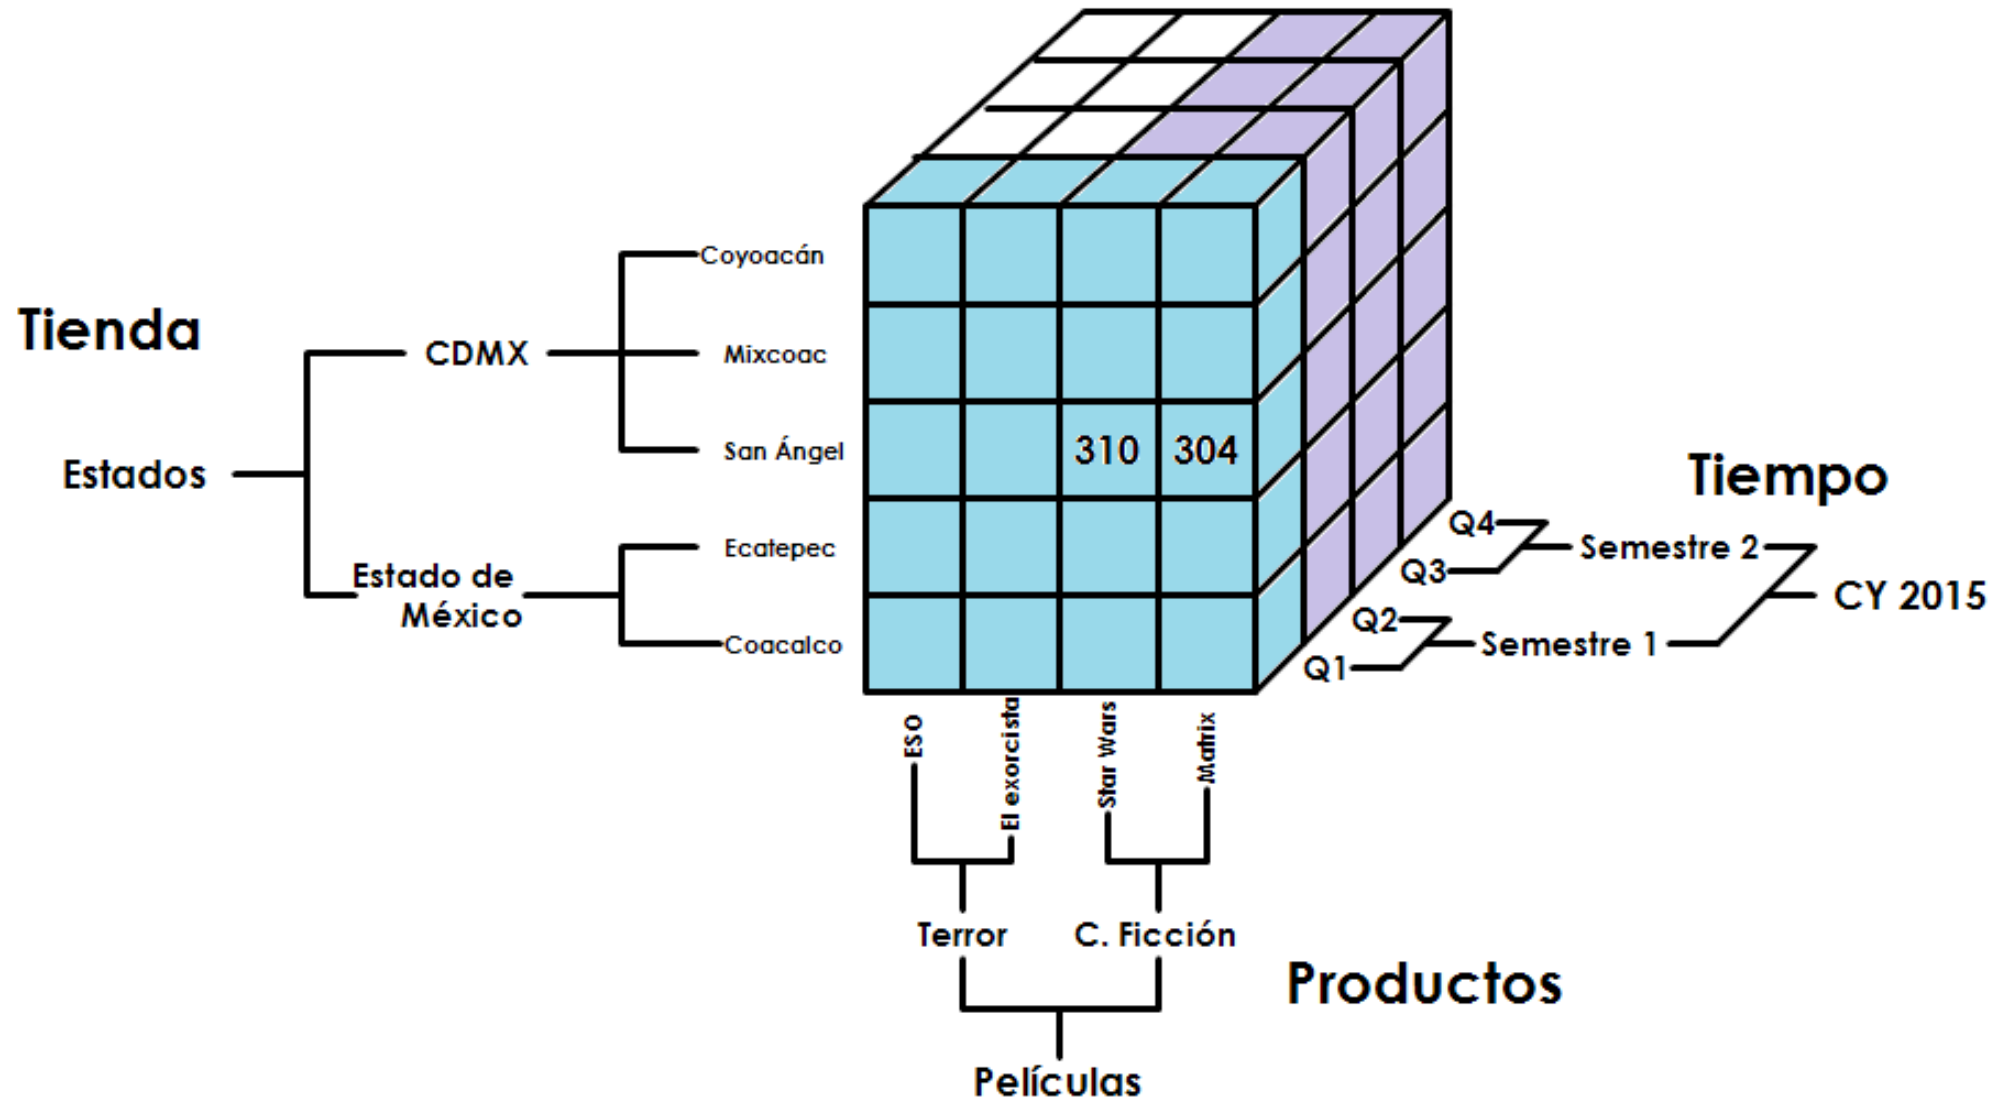 Tienda
Estados
CDMX
Estado de
México
Coyoacán
Mixcoac
San Ángel
Ecatepec
Coacalco
310 304
Tiempo
Q4
Q3
Q2
Q1
Semestre 2
Semestre 1
CY 2015
ESO
El exorcista
Star Wars
Matrix
Terror
C. Ficción
Productos
Películas